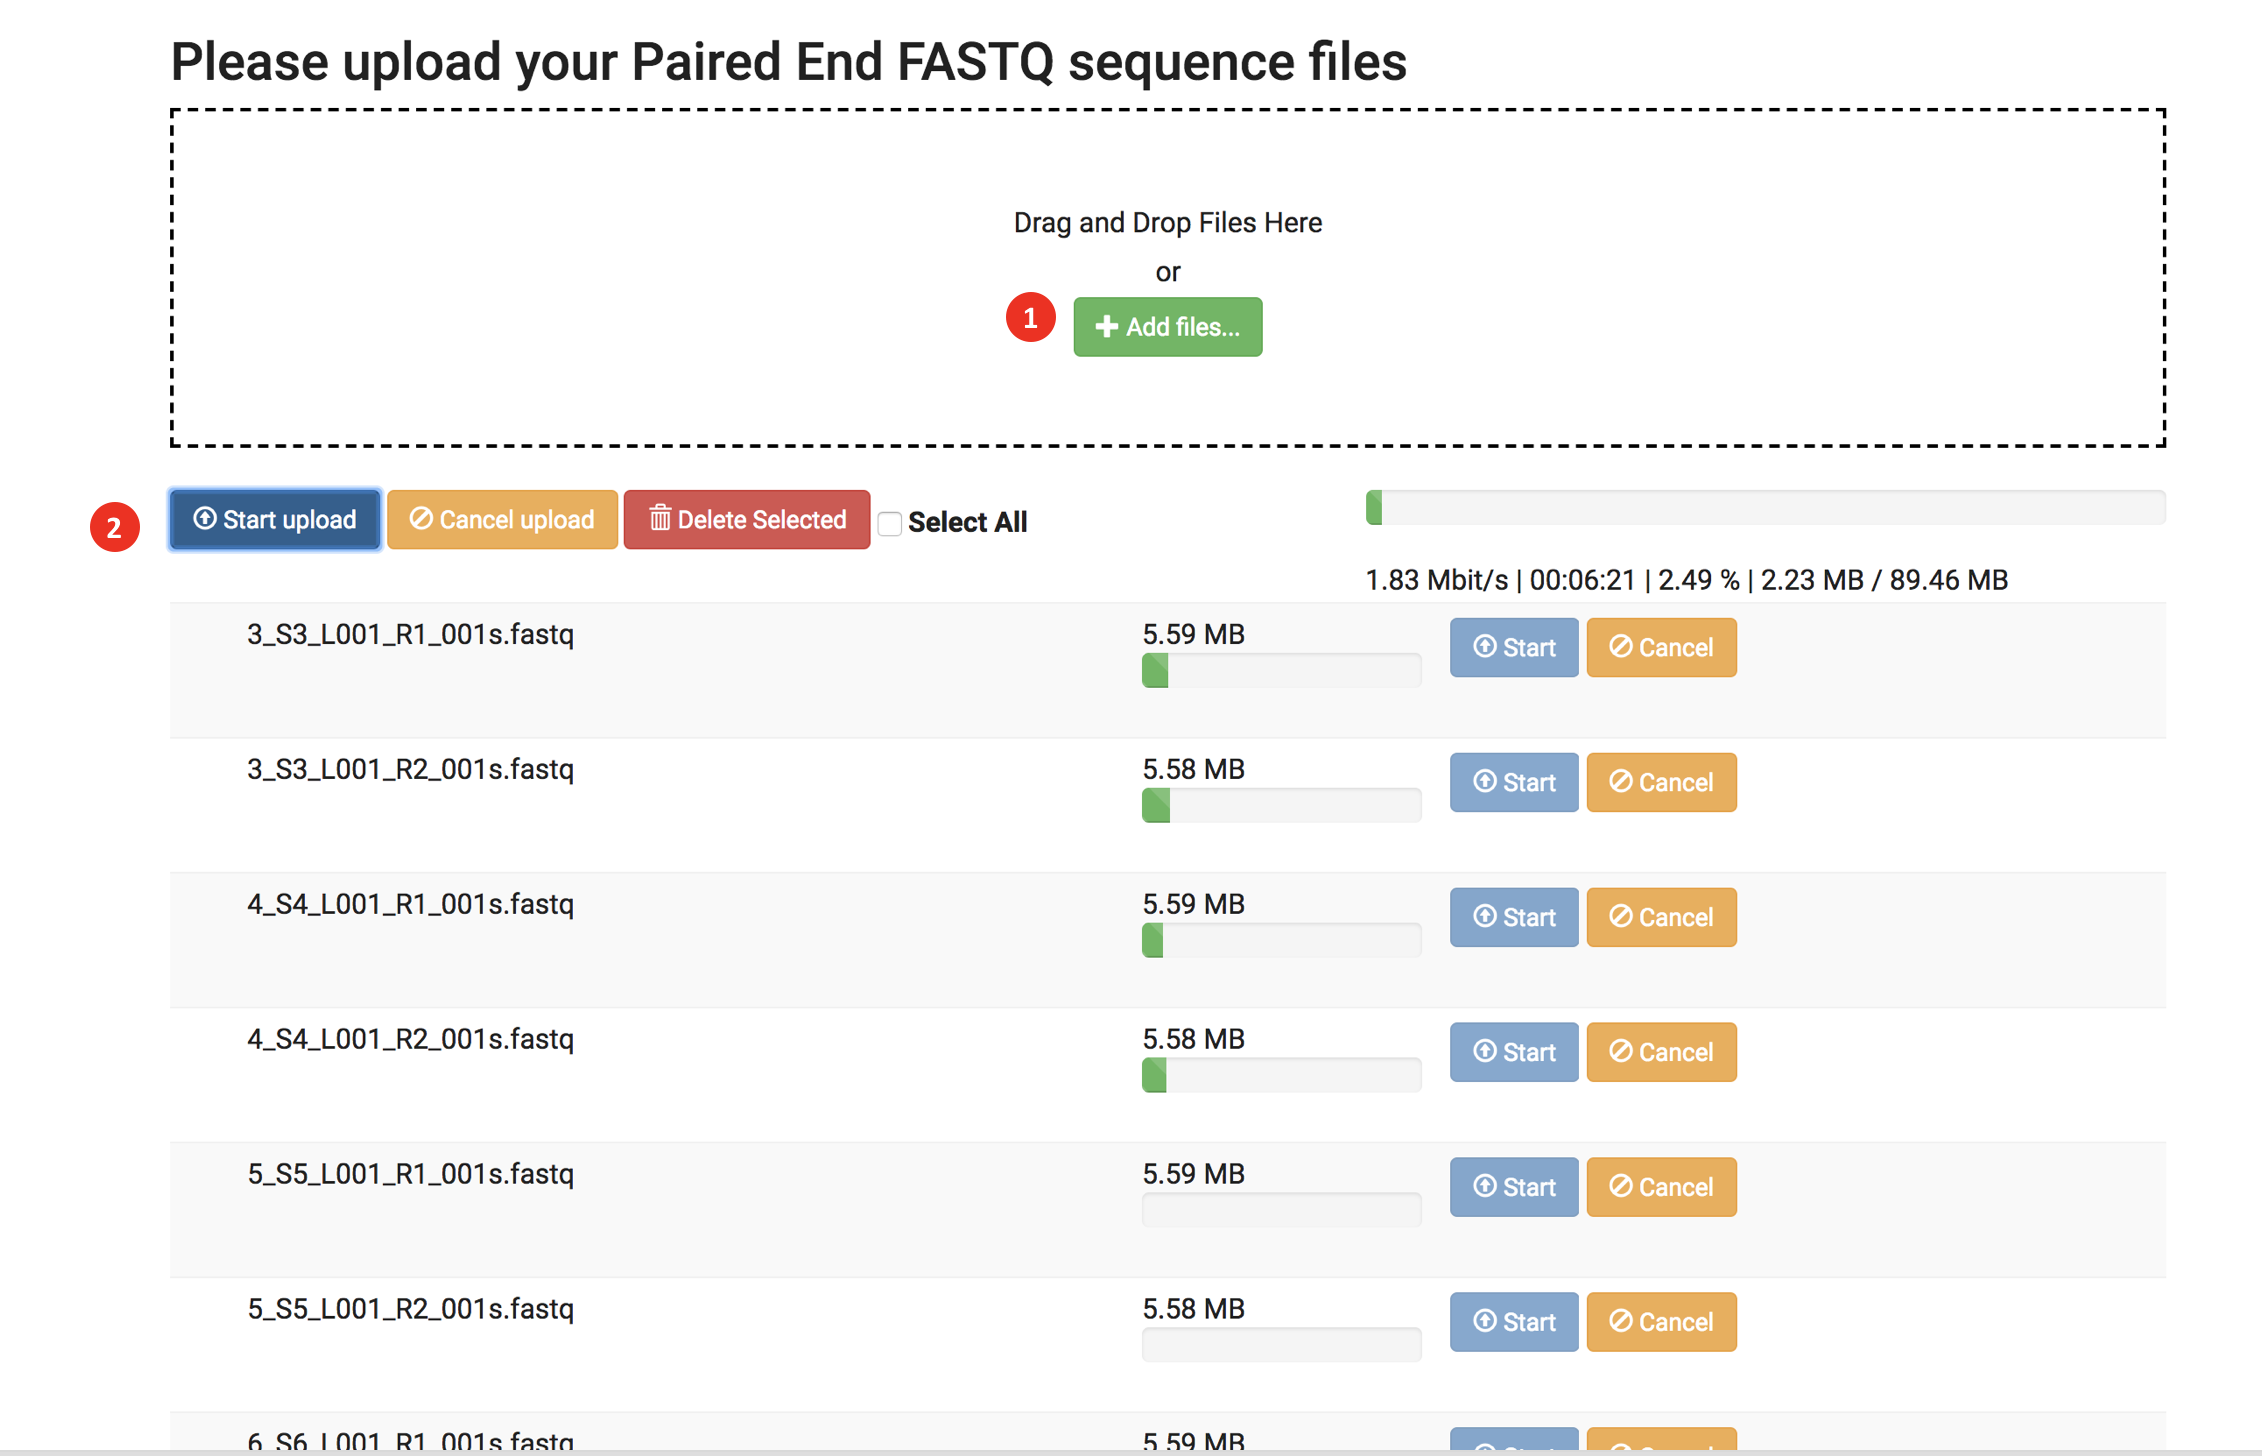 Please upload your Paired End FASTQ sequence files
Drag and Drop Files Here
or
1
Add files...
2
Start upload
Cancel upload
Delete Selected
Select All
1.83 Mbit/s | 00:06:21 | 2.49 % | 2.23 MB / 89.46 MB
3_S3_L001_R1_001s.fastq 5.59 MB Start Cancel
3_S3_L001_R2_001s.fastq 5.58 MB Start Cancel
4_S4_L001_R1_001s.fastq 5.59 MB Start Cancel
4_S4_L001_R2_001s.fastq 5.58 MB Start Cancel
5_S5_L001_R1_001s.fastq 5.59 MB Start Cancel
5_S5_L001_R2_001s.fastq 5.58 MB Start Cancel
6_S6_L001_R1_001s.fastq 5.59 MB